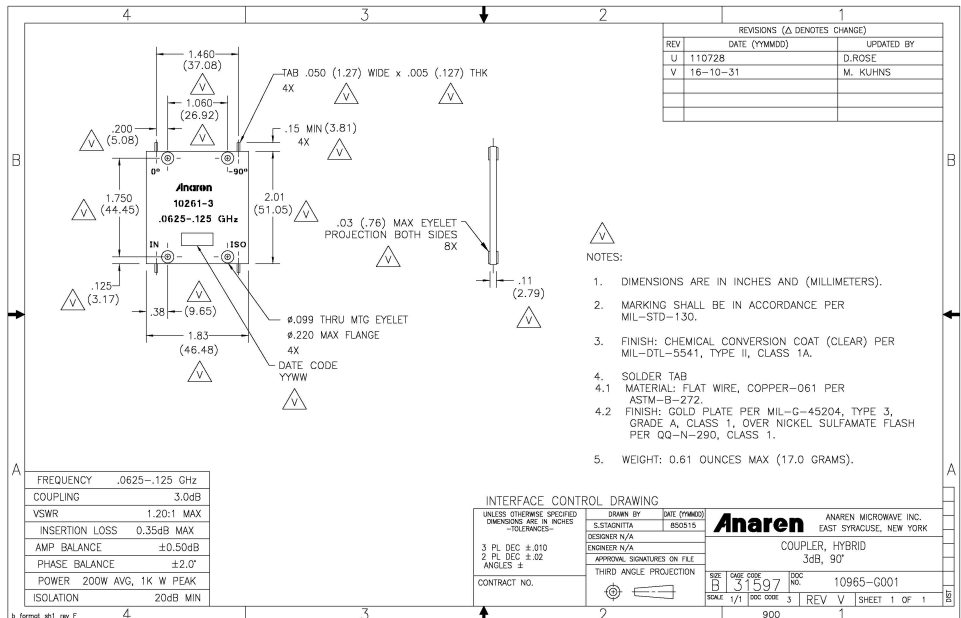 4 3 2 1
REVISIONS (△ DENOTES CHANGE)
REV DATE (YYMMDD) UPDATED BY
U 110728 D.ROSE
V 16-10-31 M. KUHNS
1.460
(37.08)
V
TAB .050 (1.27) WIDE x .005 (.127) THK
4X
V V
1.060
(26.92)
V
.200
(5.08)
V
.15 MIN (3.81)
4X
V
B B
0° -90°
Anaren
10261-3
.0625-.125 GHz
IN ISO
1.750
(44.45)
V
2.01
(51.05)
V
.03 (.76) MAX EYELET
PROJECTION BOTH SIDES
8X
V
.11
(2.79)
V
.125
(3.17)
V
.38 (9.65)
V
1.83
(46.48)
V
ø.099 THRU MTG EYELET
ø.220 MAX FLANGE
4X
DATE CODE
YYWW
V
V
NOTES:
1. DIMENSIONS ARE IN INCHES AND (MILLIMETERS).
2. MARKING SHALL BE IN ACCORDANCE PER
MIL-STD-130.
3. FINISH: CHEMICAL CONVERSION COAT (CLEAR) PER
MIL-DTL-5541, TYPE II, CLASS 1A.
4. SOLDER TAB
4.1 MATERIAL: FLAT WIRE, COPPER-061 PER
ASTM-B-272.
4.2 FINISH: GOLD PLATE PER MIL-G-45204, TYPE 3,
GRADE A, CLASS 1, OVER NICKEL SULFAMATE FLASH
PER QQ-N-290, CLASS 1.
5. WEIGHT: 0.61 OUNCES MAX (17.0 GRAMS).
A A
FREQUENCY .0625-.125 GHz
COUPLING 3.0dB
VSWR 1.20:1 MAX
INSERTION LOSS 0.35dB MAX
AMP BALANCE ±0.50dB
PHASE BALANCE ±2.0°
POWER 200W AVG, 1K W PEAK
ISOLATION 20dB MIN
INTERFACE CONTROL DRAWING
UNLESS OTHERWISE SPECIFIED
DIMENSIONS ARE IN INCHES
-TOLERANCES-
3 PL DEC ±.010
2 PL DEC ±.02
ANGLES ±
CONTRACT NO.
DRAWN BY DATE (YYMMDD)
S.STAGNITTA 850515
DESIGNER N/A
ENGINEER N/A
APPROVAL SIGNATURES ON FILE
THIRD ANGLE PROJECTION
Anaren
ANAREN MICROWAVE INC.
EAST SYRACUSE, NEW YORK
COUPLER, HYBRID
3dB, 90°
SIZE B CAGE CODE 31597 DOC NO. 10965-G001
SCALE 1/1 DOC CODE 3 REV V SHEET 1 OF 1
DIST
b format sh1 rev F
4 3 2 1
900